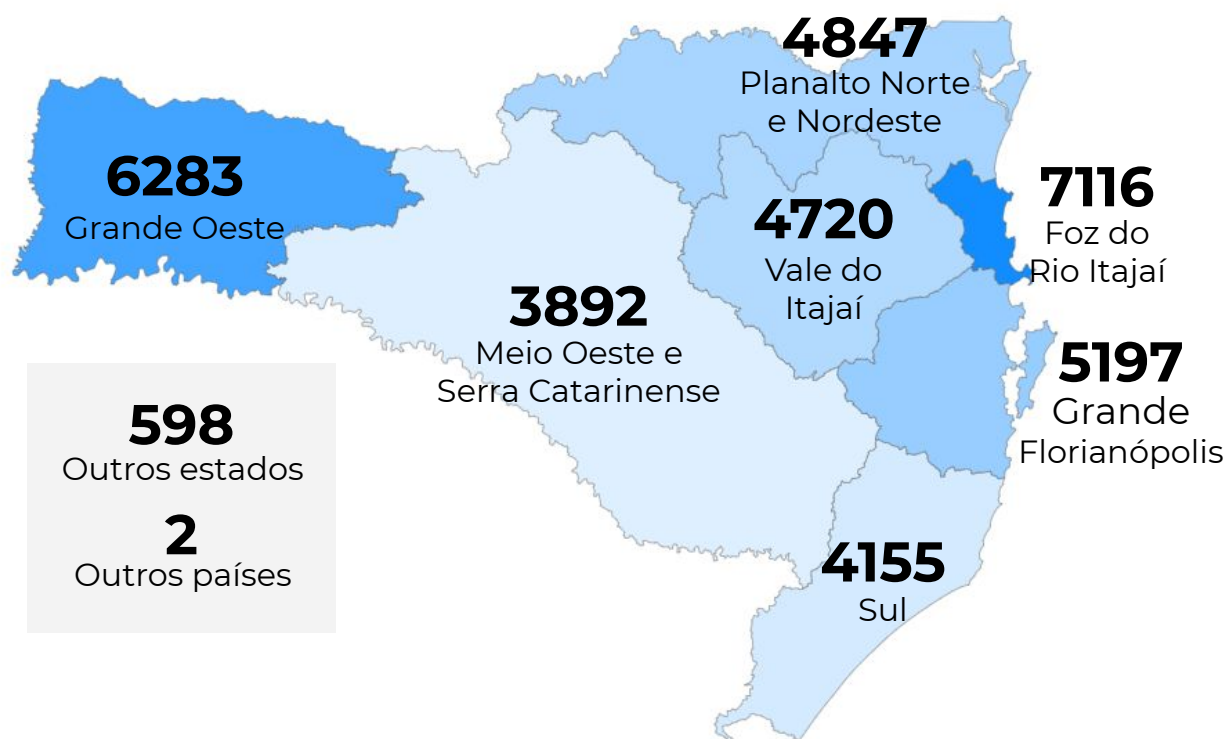 4847
Planalto Norte
e Nordeste
6283
Grande Oeste
7116
Foz do
Rio Itajaí
4720
Vale do
Itajaí
3892
Meio Oeste e
Serra Catarinense
5197
Grande
Florianópolis
598
Outros estados
2
Outros países
4155
Sul